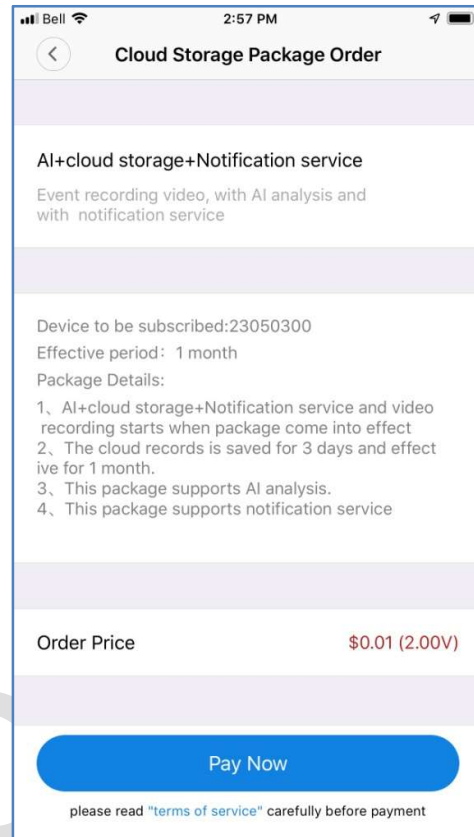 Bell 2:57 PM
Cloud Storage Package Order
AI+cloud storage+Notification service
Event recording video, with AI analysis and
with notification service
Device to be subscribed:23050300
Effective period：1 month
Package Details:
1、AI+cloud storage+Notification service and video
recording starts when package come into effect
2、The cloud records is saved for 3 days and effect
ive for 1 month.
3、This package supports AI analysis.
4、This package supports notification service
Order Price $0.01 (2.00V)
Pay Now
please read "terms of service" carefully before payment